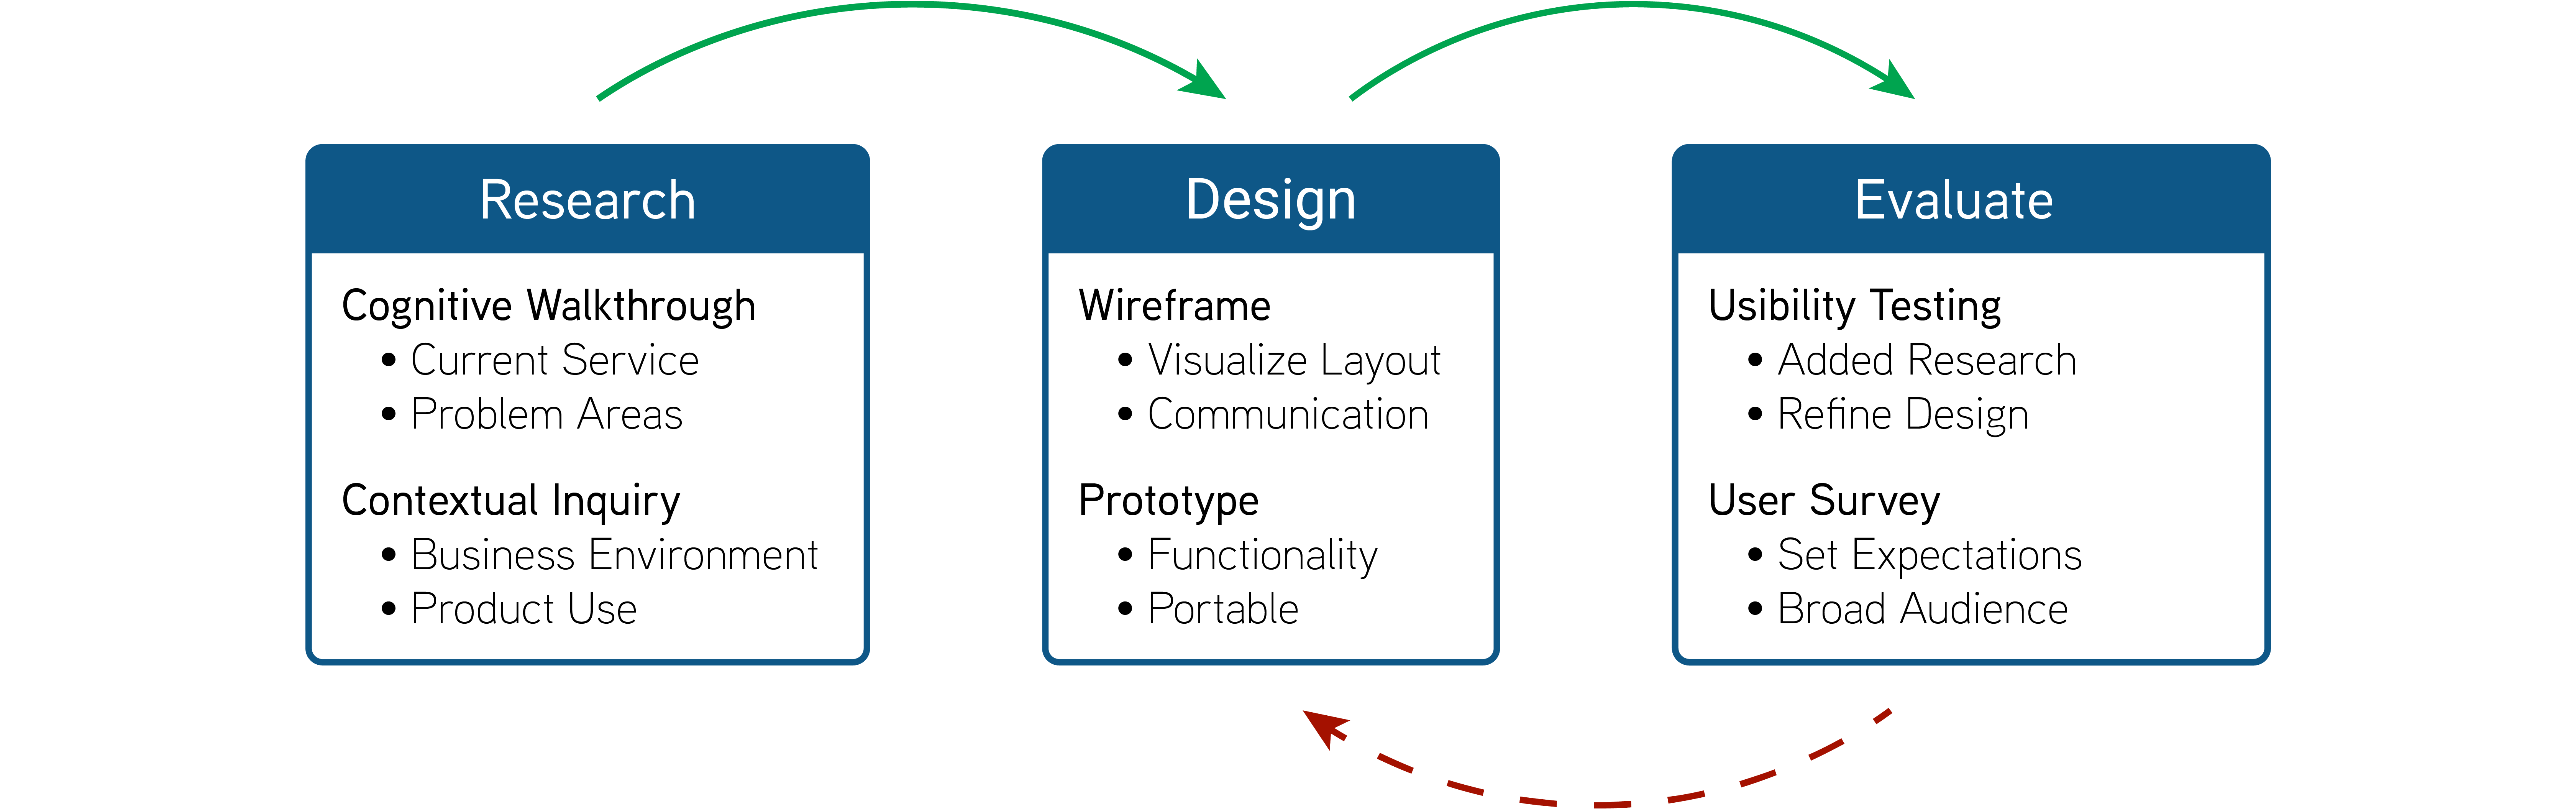 Research
Cognitive Walkthrough
• Current Service
• Problem Areas
Contextual Inquiry
• Business Environment
• Product Use
Design
Wireframe
• Visualize Layout
• Communication
Prototype
• Functionality
• Portable
Evaluate
Usibility Testing
• Added Research
• Refine Design
User Survey
• Set Expectations
• Broad Audience